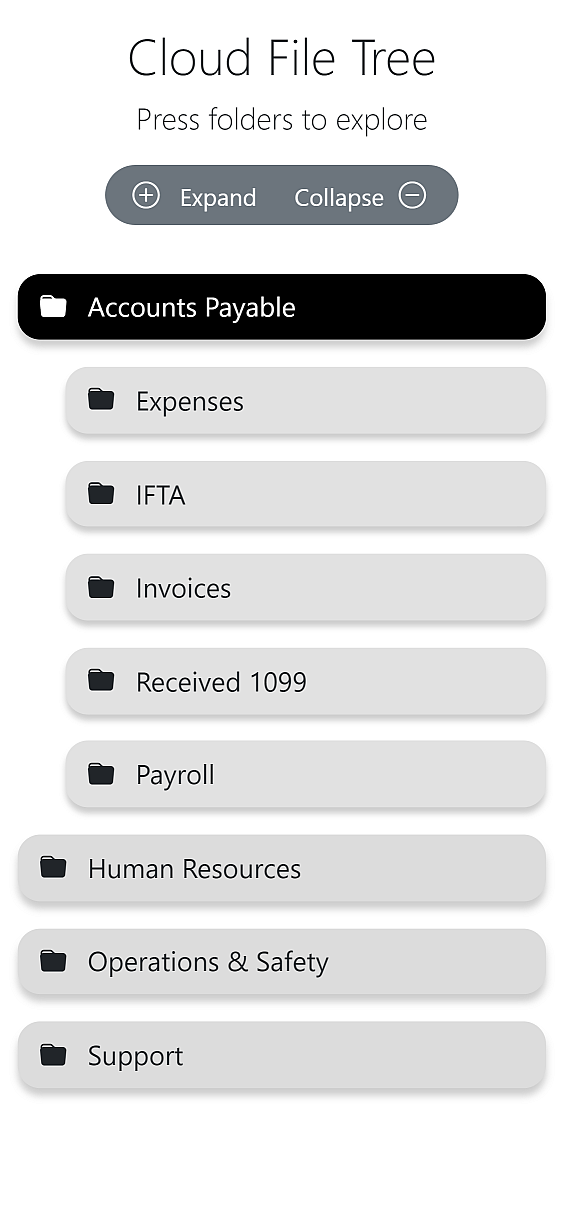 Cloud File Tree
Press folders to explore
Expand Collapse
Accounts Payable
Expenses
IFTA
Invoices
Received 1099
Payroll
Human Resources
Operations & Safety
Support